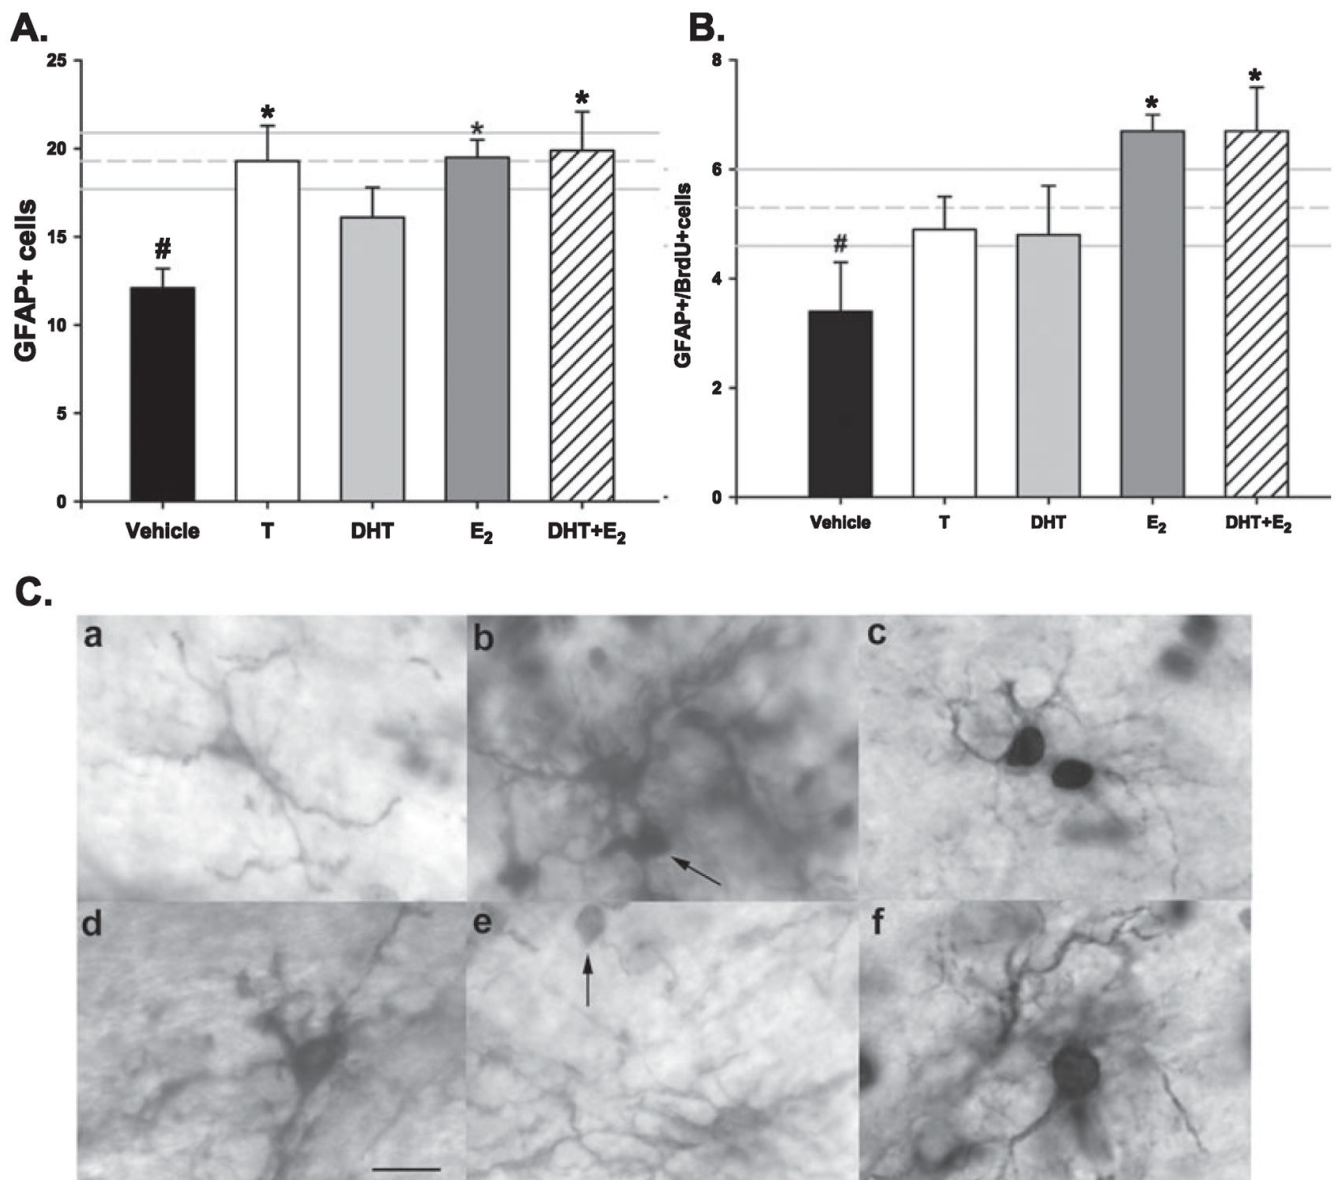 A.
25
20
15
10
5
0
GFAP+ cells
#
*
*
*
Vehicle T DHT E₂ DHT+E₂
B.
8
6
4
2
0
GFAP+/BrdU+cells
#
*
*
Vehicle T DHT E₂ DHT+E₂
C.
a b c
d e f